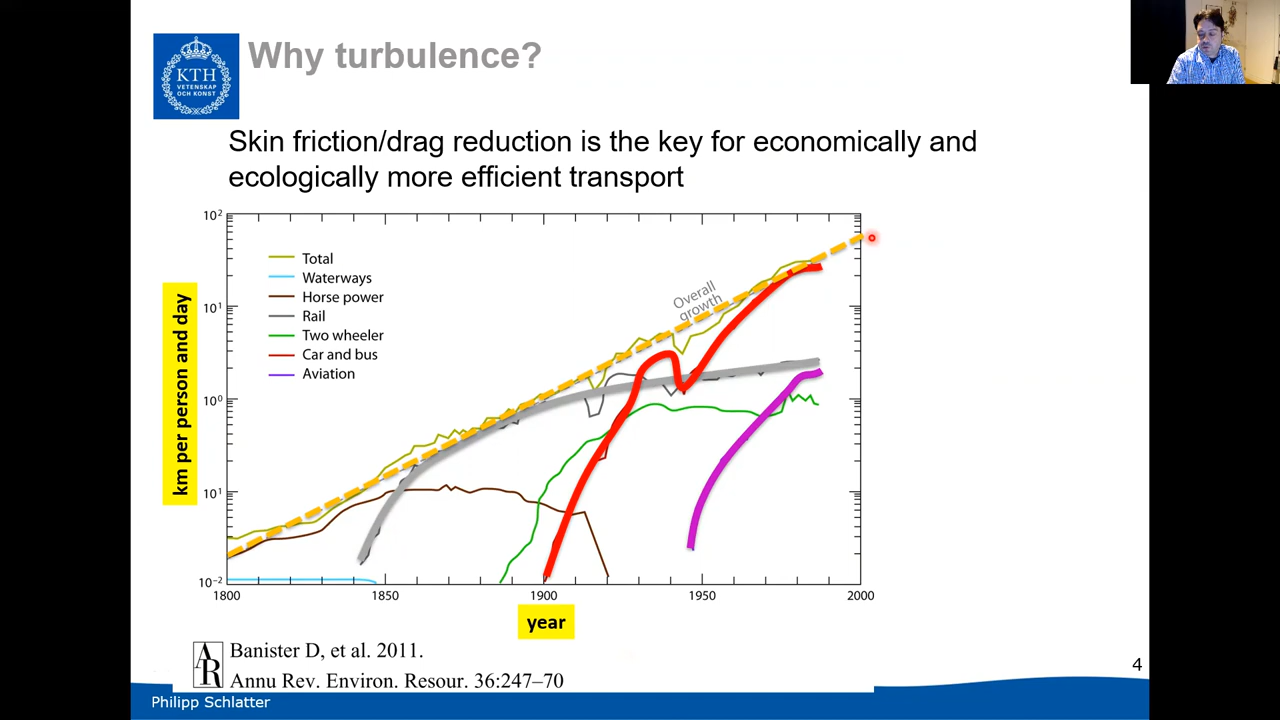 Why turbulence?
KTH
VETENSKAP
OCH KONST
Skin friction/drag reduction is the key for economically and
ecologically more efficient transport
10²
10¹
10⁰
10¹
10⁻²
km per person and day
Total
Waterways
Horse power
Rail
Two wheeler
Car and bus
Aviation
Overall
growth
1800
1850
1900
1950
2000
year
AR
Banister D, et al. 2011.
Annu Rev. Environ. Resour. 36:247–70
4
Philipp Schlatter